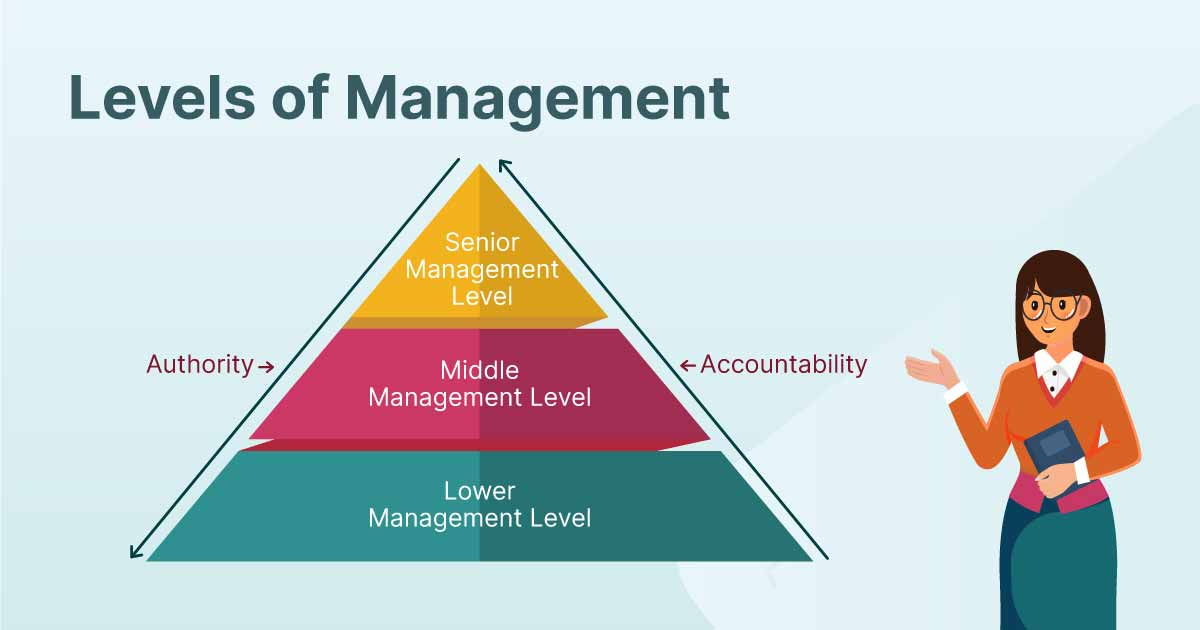 Levels of Management
Senior
Management
Level
Authority
Middle
Management Level
Accountability
Lower
Management Level